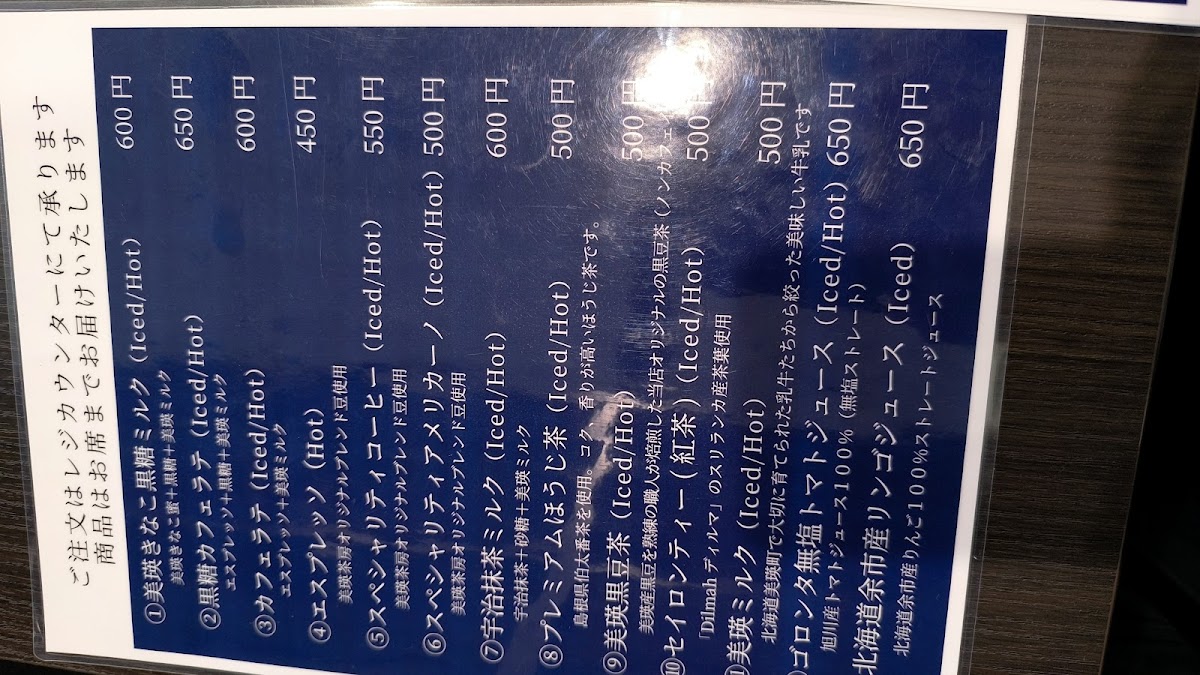 ご注文はレジカウンターにて承ります
商品はお席までお届けいたします
①美瑛きなこ黒糖ミルク（Iced/Hot） 600円
美瑛きなこ蜜＋黒糖＋美瑛ミルク
②黒糖カフェラテ（Iced/Hot） 650円
エスプレッソ＋黒糖＋美瑛ミルク
③カフェラテ（Iced/Hot） 600円
エスプレッソ＋美瑛ミルク
④エスプレッソ（Hot） 450円
美瑛茶房オリジナルブレンド豆使用
⑤スペシャリティコーヒー（Iced/Hot） 550円
美瑛茶房オリジナルブレンド豆使用
⑥スペシャリティアメリカーノ（Iced/Hot） 500円
美瑛茶房オリジナルブレンド豆使用
⑦宇治抹茶ミルク（Iced/Hot） 600円
宇治抹茶＋砂糖＋美瑛ミルク
⑧プレミアムほうじ茶（Iced/Hot） 500円
島根県伯太番茶を使用。コク、香りが高いほうじ茶です。
⑨美瑛黒豆茶（Iced/Hot） 500円
美瑛産黒豆を熟練の職人が焙煎した当店オリジナルの黒豆茶（ノンカフェイ
⑩セイロンティー(紅茶)（Iced/Hot） 500円
「Dilmah ディルマ」のスリランカ産茶葉使用
美瑛ミルク（Iced/Hot） 500円
北海道美瑛町で大切に育てられた乳牛たちから絞った美味しい牛乳です
ゴロンタ無塩トマトジュース（Iced/Hot） 650円
旭川産トマトジュース100%（無塩ストレート）
北海道余市産リンゴジュース（Iced） 650円
北海道余市産りんご100%ストレートジュース